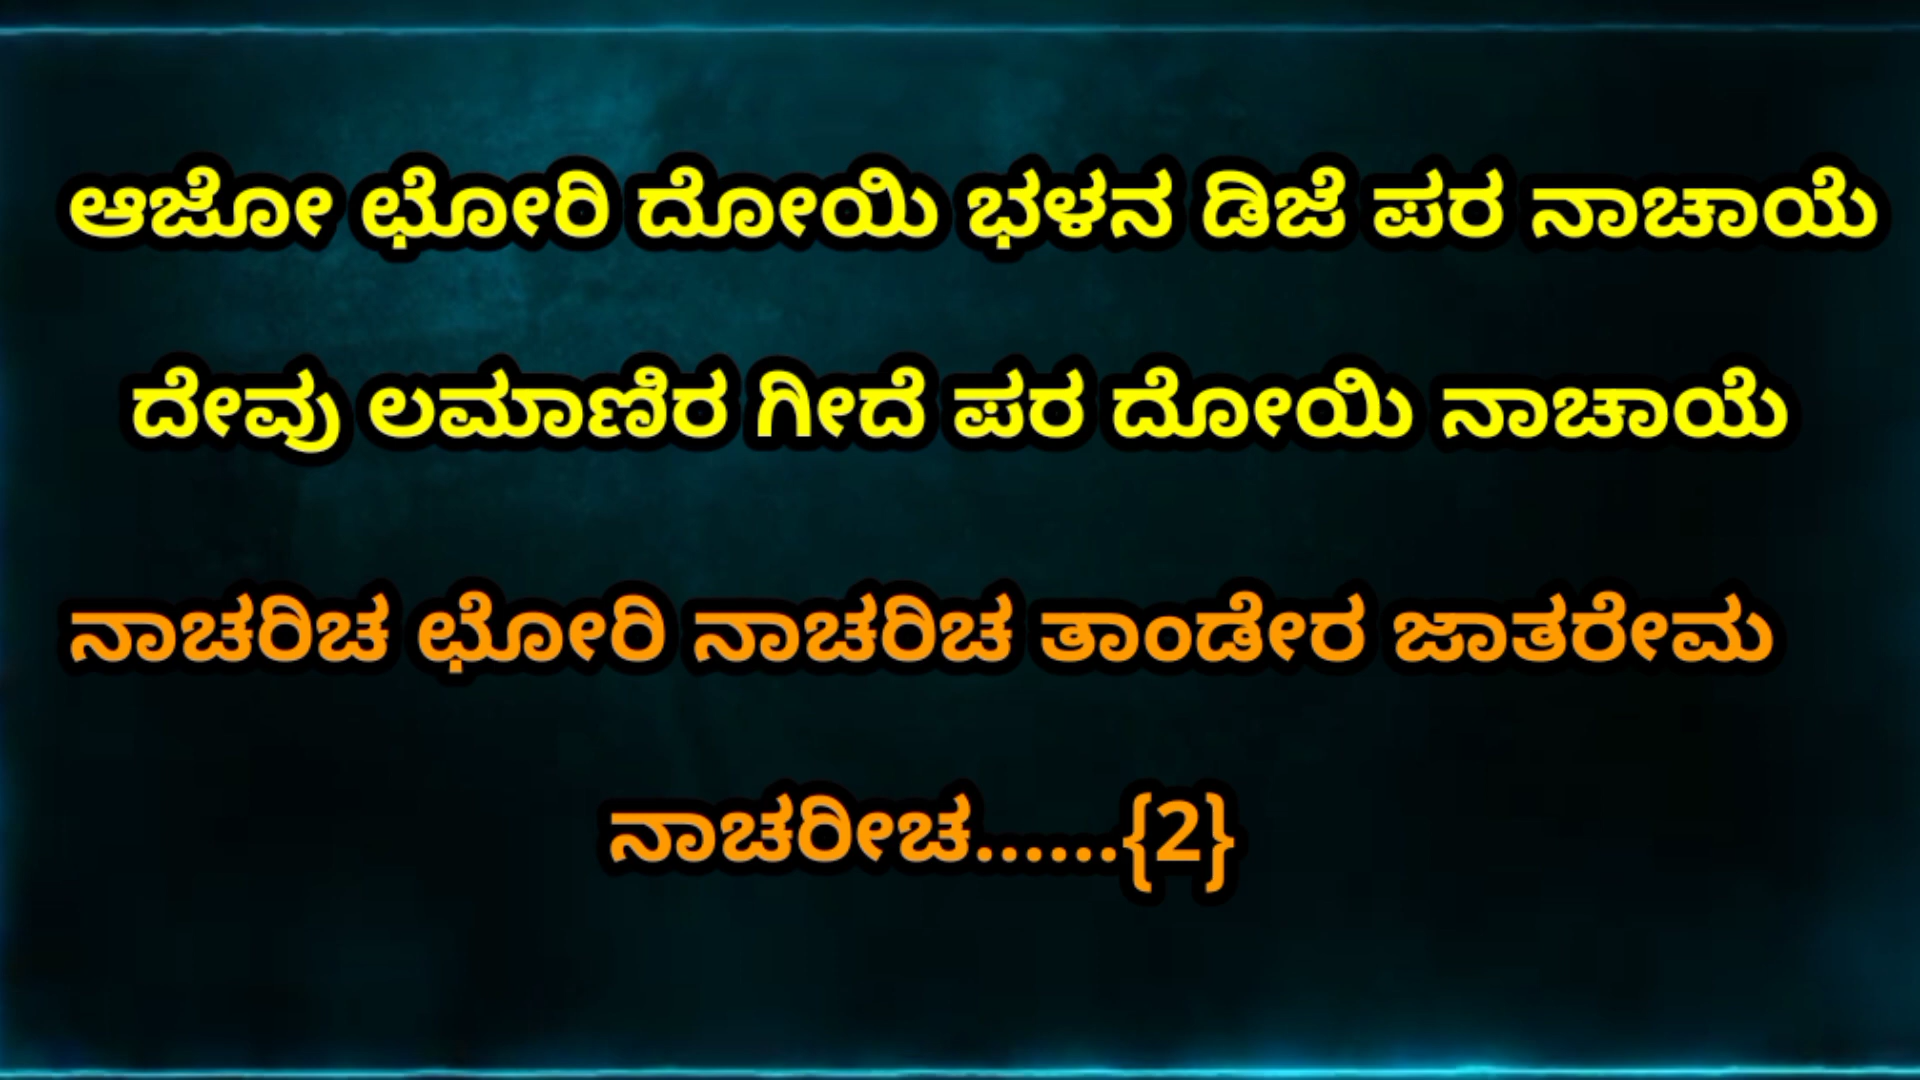 ಆಜೋ ಛೋರಿ ದೋಯಿ ಭಳನ ಡಿಜೆ ಪರ ನಾಚಾಯೆ
ದೇವು ಲಮಾಣಿರ ಗೀದೆ ಪರ ದೋಯಿ ನಾಚಾಯೆ
ನಾಚರಿಚ ಛೋರಿ ನಾಚರಿಚ ತಾಂಡೇರ ಜಾತರೇಮ
ನಾಚರೀಚ......{2}